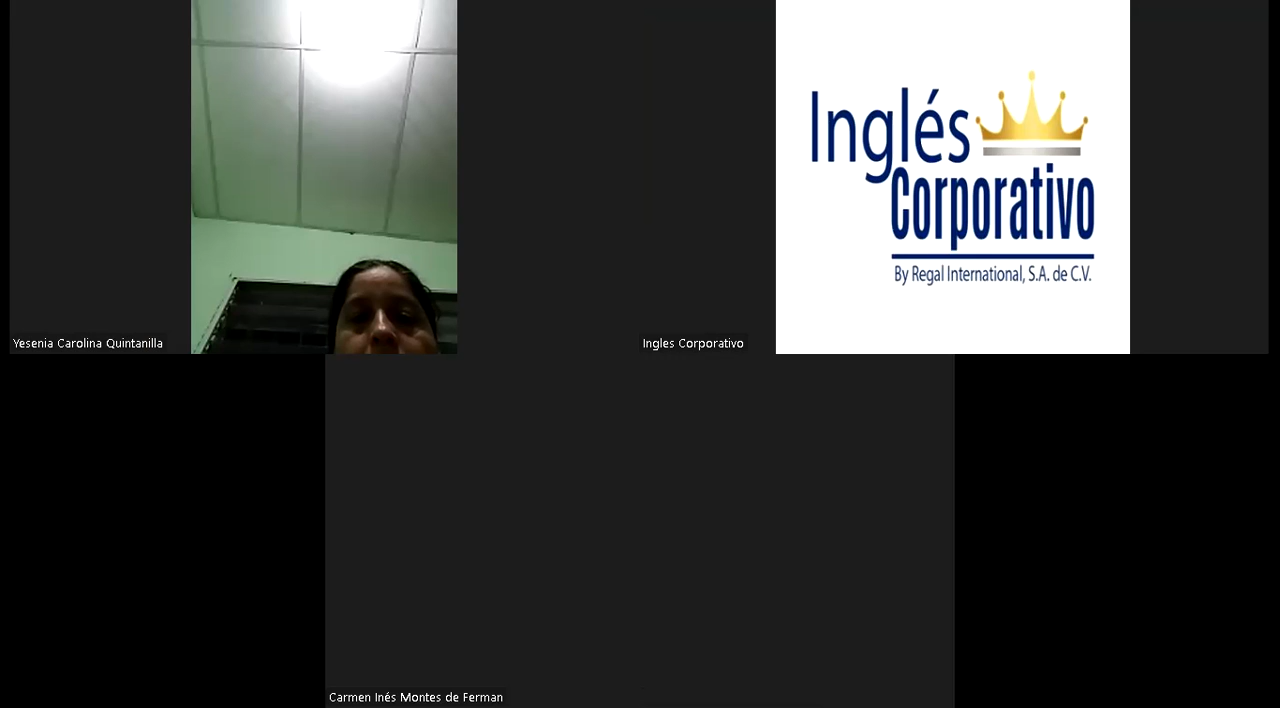 Inglés
Corporativo
By Regal International, S.A. de C.V.
Yesenia Carolina Quintanilla
Ingles Corporativo
Carmen Inés Montes de Ferman